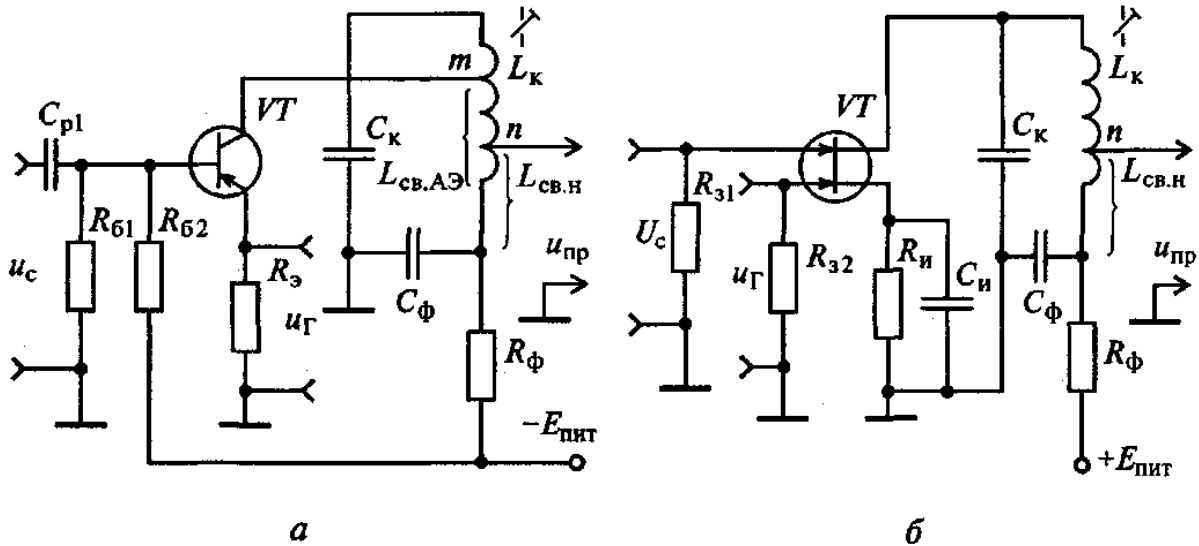 m
Lк
Cр1
VT
Cк
n
Lсв.АЭ
Lсв.н
Rб1
Rб2
uс
Rэ
uГ
Cф
uпр
Rф
−Eпит
а
Lк
VT
Cк
n
Lсв.н
Rз1
Uс
uГ
Rз2
Rи
Cи
Cф
uпр
Rф
+Eпит
б